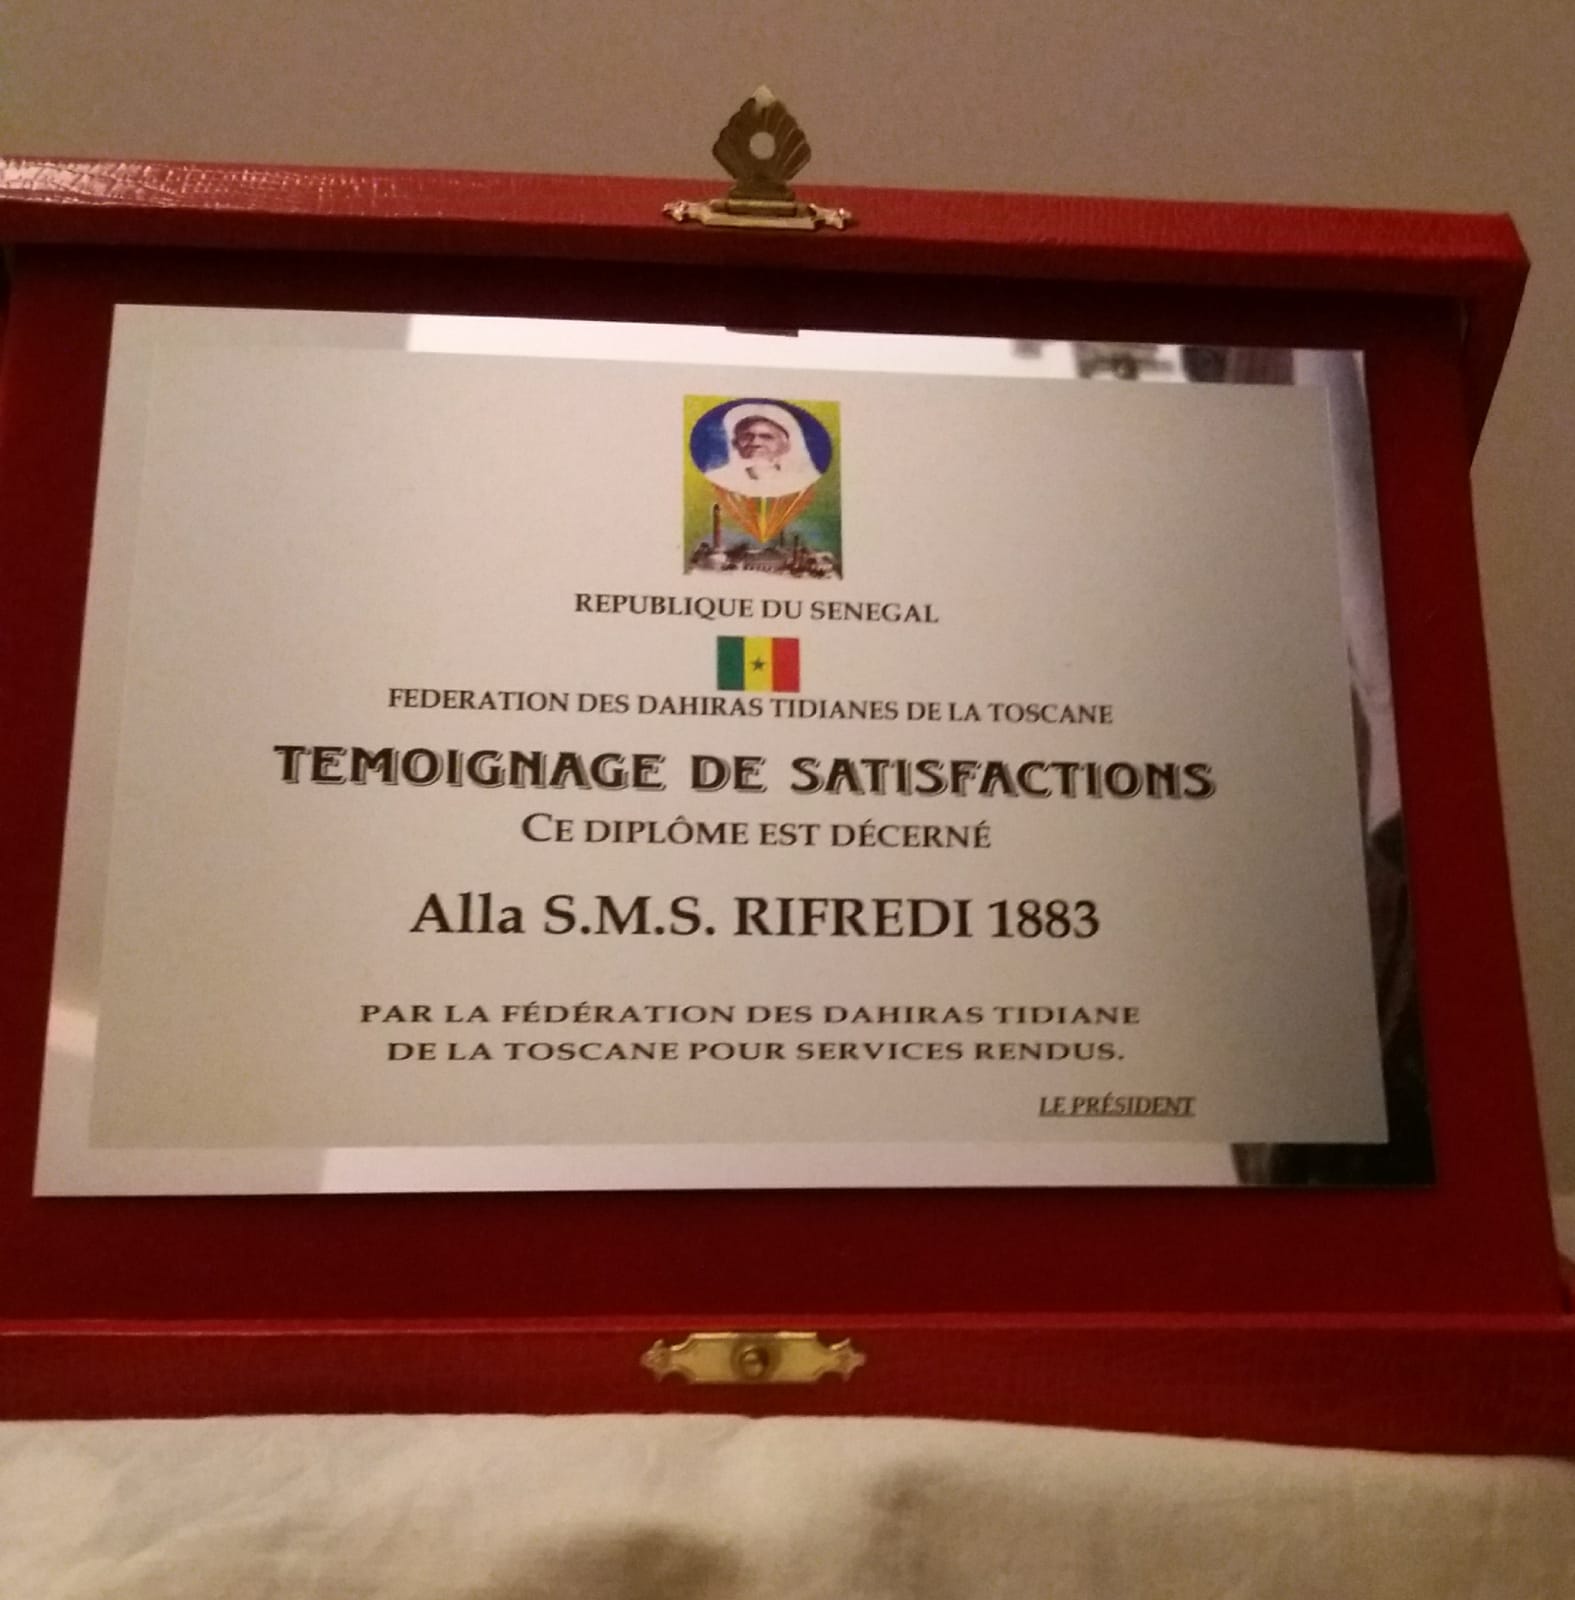 REPUBLIQUE DU SENEGAL
FEDERATION DES DAHIRAS TIDIANES DE LA TOSCANE
TEMOIGNAGE DE SATISFACTIONS
CE DIPLÔME EST DÉCERNÉ
Alla S.M.S. RIFREDI 1883
PAR LA FÉDÉRATION DES DAHIRAS TIDIANE
DE LA TOSCANE POUR SERVICES RENDUS.
LE PRÉSIDENT